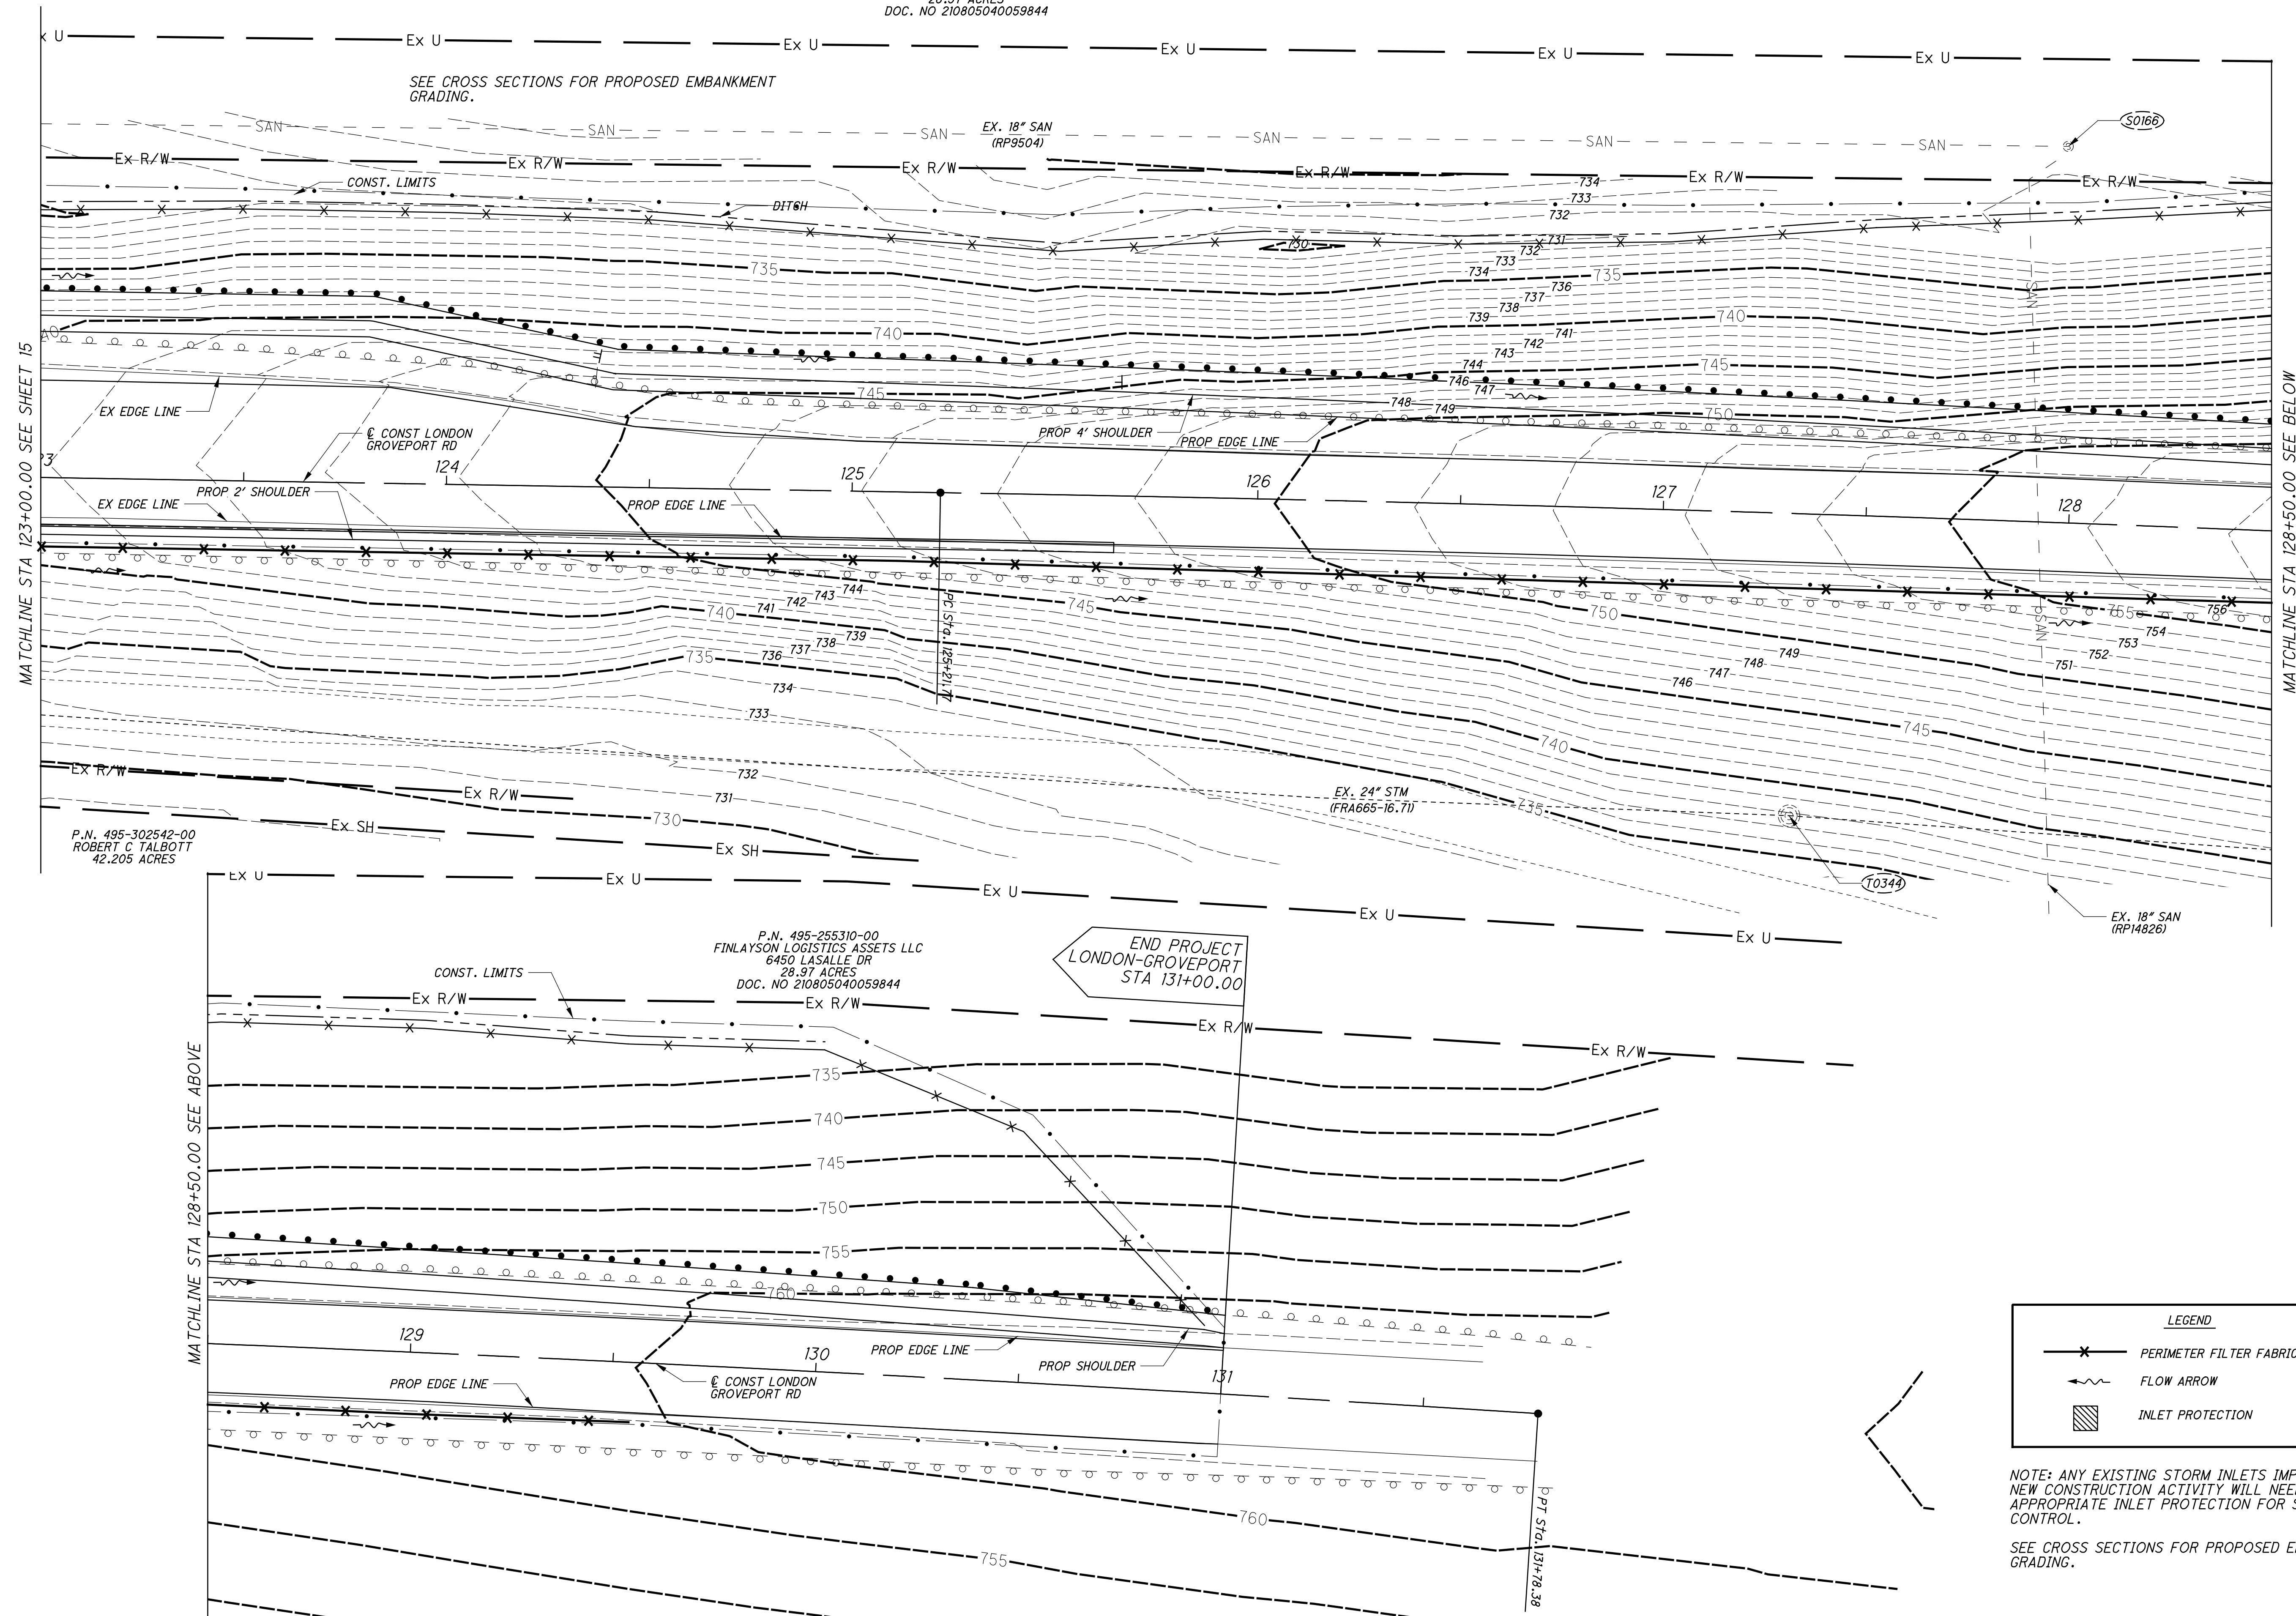 DOC. NO 210805040059844
Ex U
Ex U
Ex U
Ex U
Ex U
Ex U
SEE CROSS SECTIONS FOR PROPOSED EMBANKMENT
GRADING.
SAN
SAN
SAN
EX. 18" SAN
(RP9504)
SAN
SAN
SAN
S0166
Ex R/W
Ex R/W
Ex R/W
Ex R/W
Ex R/W
Ex R/W
CONST. LIMITS
DITCH
734
733
732
730
731
732
733
734
735
735
736
737
738
739
740
740
741
742
743
744
745
745
746
747
748
749
750
SAN
MATCHLINE STA 123+00.00 SEE SHEET 15
MATCHLINE STA 128+50.00 SEE BELOW
EX EDGE LINE
℄ CONST LONDON
GROVEPORT RD
PROP 4' SHOULDER
PROP EDGE LINE
124
125
126
127
128
PROP 2' SHOULDER
EX EDGE LINE
PROP EDGE LINE
PC Sta. 125+21.77
744
743
742
741
740
739
738
737
736
735
734
733
732
731
730
745
750
755
756
754
753
752
751
749
748
747
746
745
740
735
SAN
Ex R/W
Ex R/W
Ex SH
Ex SH
P.N. 495-302542-00
ROBERT C TALBOTT
42.205 ACRES
EX. 24" STM
(FRA665-16.71)
T0344
EX. 18" SAN
(RP14826)
Ex U
Ex U
Ex U
Ex U
P.N. 495-255310-00
FINLAYSON LOGISTICS ASSETS LLC
6450 LASALLE DR
28.97 ACRES
DOC. NO 210805040059844
END PROJECT
LONDON-GROVEPORT
STA 131+00.00
CONST. LIMITS
Ex R/W
Ex R/W
Ex R/W
Ex R/W
MATCHLINE STA 128+50.00 SEE ABOVE
735
740
745
750
755
760
129
130
131
PROP EDGE LINE
PROP SHOULDER
℄ CONST LONDON
GROVEPORT RD
PROP EDGE LINE
760
755
PT Sta. 131+78.38
LEGEND
PERIMETER FILTER FABRIC
FLOW ARROW
INLET PROTECTION
NOTE: ANY EXISTING STORM INLETS
NEW CONSTRUCTION ACTIVITY WILL
APPROPRIATE INLET PROTECTION FOR
CONTROL.
SEE CROSS SECTIONS FOR PROPOSED
GRADING.